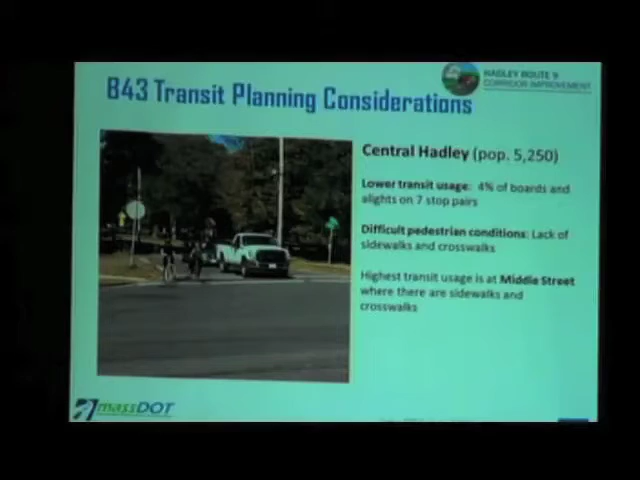 HADLEY ROUTE 9
CORRIDOR IMPROVEMENT
B43 Transit Planning Considerations
Central Hadley (pop. 5,250)
Lower transit usage: 4% of boards and
alights on 7 stop pairs
Difficult pedestrian conditions: Lack of
sidewalks and crosswalks
Highest transit usage is at Middle Street
where there are sidewalks and
crosswalks
massDOT